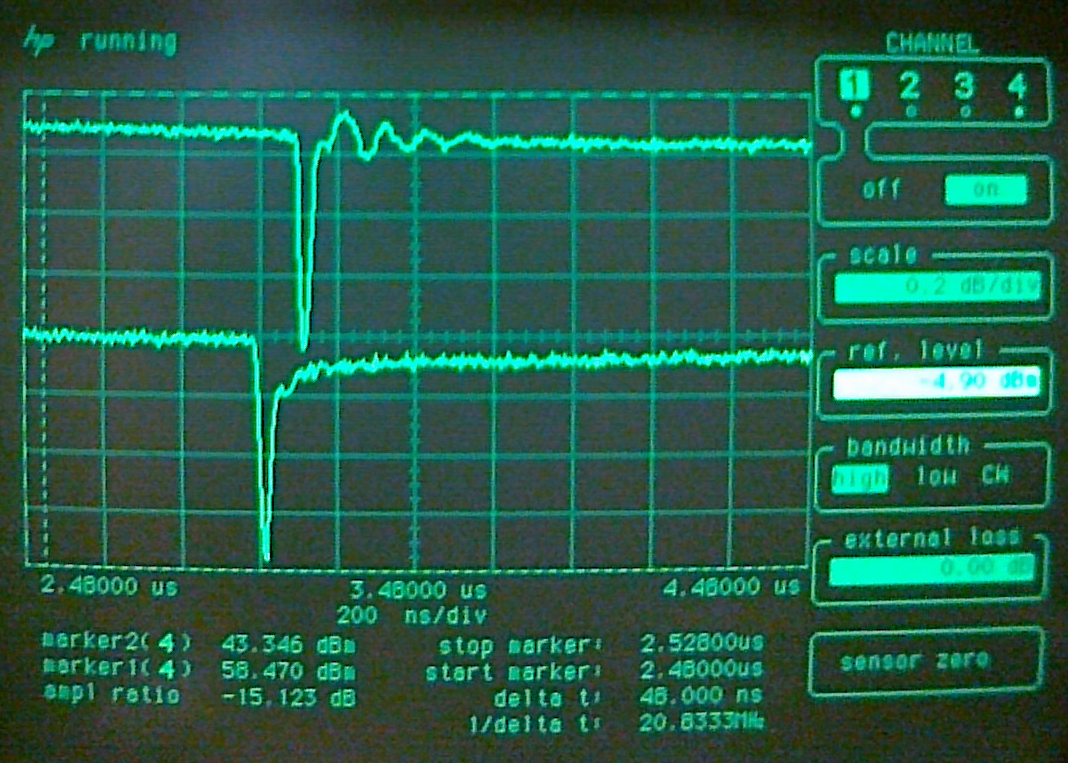 hp running
CHANNEL
1 2 3 4
off on
scale
0.2 dB/div
ref. level
-4.90 dBm
bandwidth
high low CW
external loss
0.00 dB
sensor zero
2.48000 us 3.48000 us 4.48000 us
200 ns/div
marker2(4) 43.346 dBm
marker1(4) 58.470 dBm
ampl ratio -15.123 dB
stop marker: 2.52800us
start marker: 2.48000us
delta t: 48.000 ns
1/delta t: 20.8333MHz